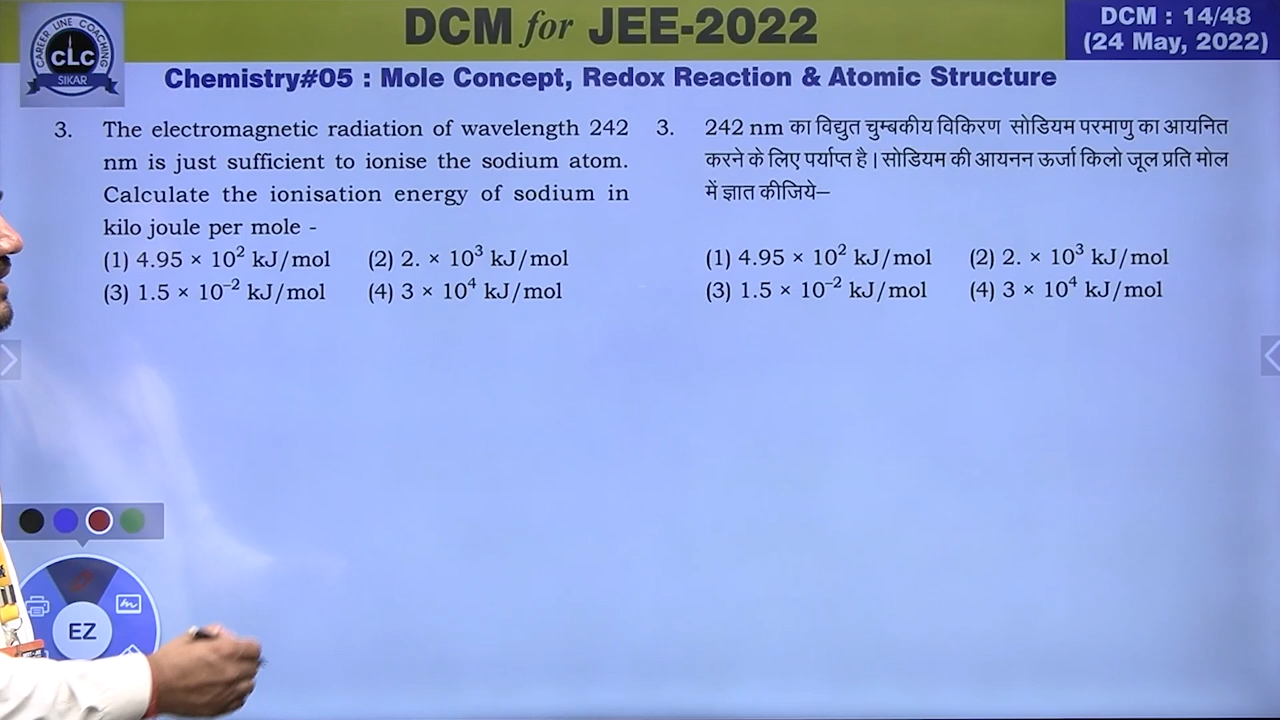 CAREER LINE COACHING
CLC
SIKAR
DCM for JEE-2022
DCM : 14/48
(24 May, 2022)
Chemistry#05 : Mole Concept, Redox Reaction & Atomic Structure
3. The electromagnetic radiation of wavelength 242
nm is just sufficient to ionise the sodium atom.
Calculate the ionisation energy of sodium in
kilo joule per mole -
(1) 4.95 × 10² kJ/mol (2) 2. × 10³ kJ/mol
(3) 1.5 × 10⁻² kJ/mol (4) 3 × 10⁴ kJ/mol
3. 242 nm का विद्युत चुम्बकीय विकिरण सोडियम परमाणु का आयनित
करने के लिए पर्याप्त है। सोडियम की आयनन ऊर्जा किलो जूल प्रति मोल
में ज्ञात कीजिये–
(1) 4.95 × 10² kJ/mol (2) 2. × 10³ kJ/mol
(3) 1.5 × 10⁻² kJ/mol (4) 3 × 10⁴ kJ/mol
EZ